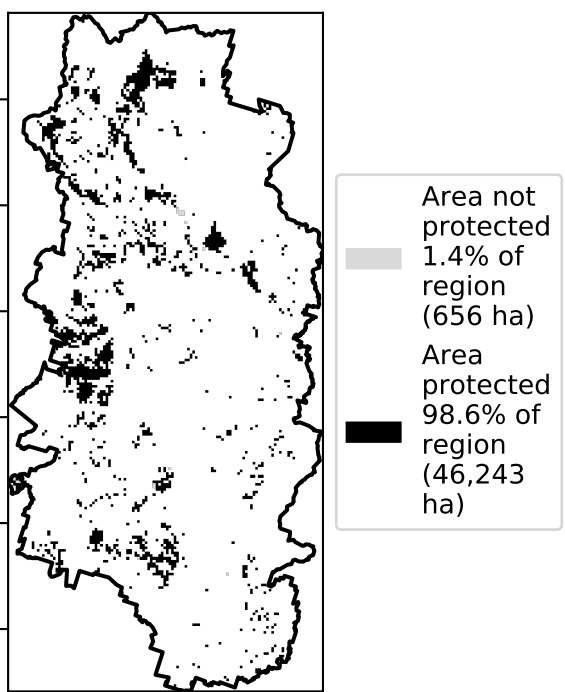 Area not
protected
1.4% of
region
(656 ha)
Area
protected
98.6% of
region
(46,243
ha)